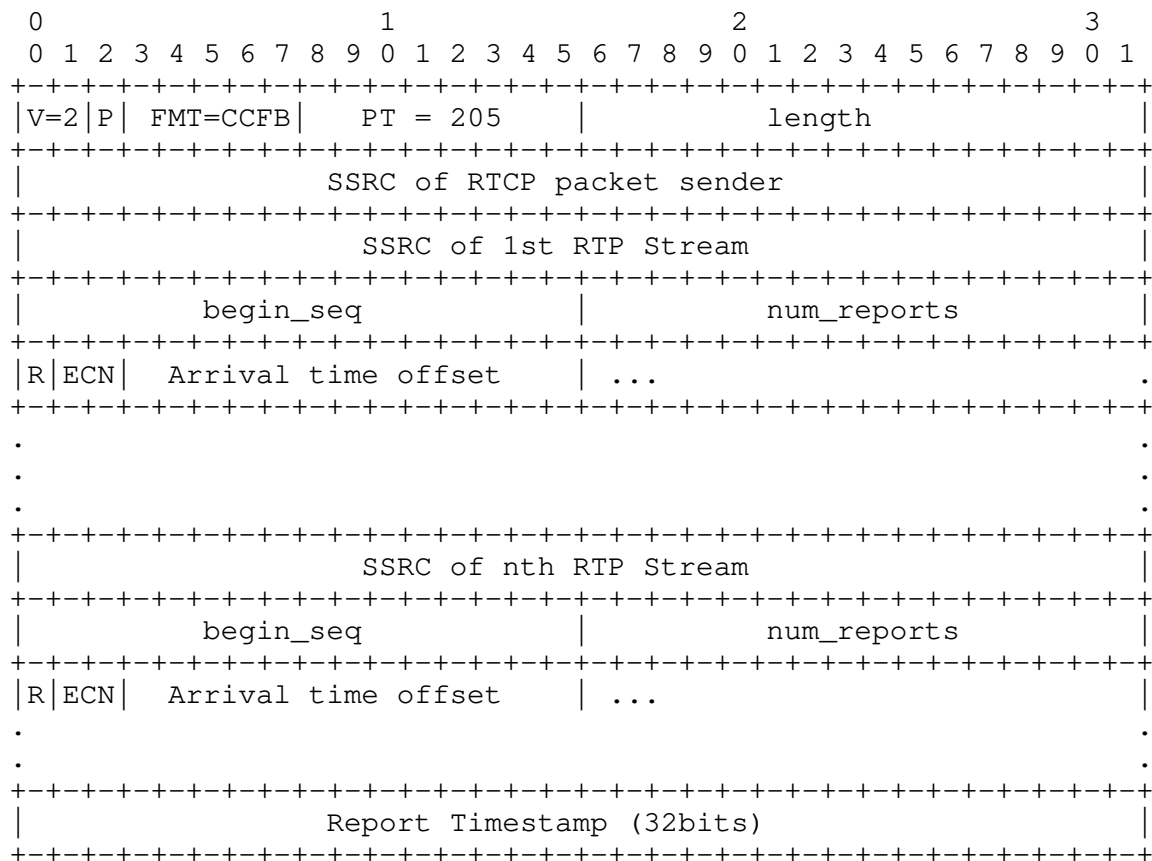 0                   1                   2                   3
 0 1 2 3 4 5 6 7 8 9 0 1 2 3 4 5 6 7 8 9 0 1 2 3 4 5 6 7 8 9 0 1
+-+-+-+-+-+-+-+-+-+-+-+-+-+-+-+-+-+-+-+-+-+-+-+-+-+-+-+-+-+-+-+-+
|V=2|P| FMT=CCFB|   PT = 205    |          length               |
+-+-+-+-+-+-+-+-+-+-+-+-+-+-+-+-+-+-+-+-+-+-+-+-+-+-+-+-+-+-+-+-+
|                 SSRC of RTCP packet sender                    |
+-+-+-+-+-+-+-+-+-+-+-+-+-+-+-+-+-+-+-+-+-+-+-+-+-+-+-+-+-+-+-+-+
|                   SSRC of 1st RTP Stream                      |
+-+-+-+-+-+-+-+-+-+-+-+-+-+-+-+-+-+-+-+-+-+-+-+-+-+-+-+-+-+-+-+-+
|          begin_seq            |          num_reports          |
+-+-+-+-+-+-+-+-+-+-+-+-+-+-+-+-+-+-+-+-+-+-+-+-+-+-+-+-+-+-+-+-+
|R|ECN|  Arrival time offset    | ...                           .
+-+-+-+-+-+-+-+-+-+-+-+-+-+-+-+-+-+-+-+-+-+-+-+-+-+-+-+-+-+-+-+-+
.                                                               .
.                                                               .
.                                                               .
+-+-+-+-+-+-+-+-+-+-+-+-+-+-+-+-+-+-+-+-+-+-+-+-+-+-+-+-+-+-+-+-+
|                   SSRC of nth RTP Stream                      |
+-+-+-+-+-+-+-+-+-+-+-+-+-+-+-+-+-+-+-+-+-+-+-+-+-+-+-+-+-+-+-+-+
|          begin_seq            |          num_reports          |
+-+-+-+-+-+-+-+-+-+-+-+-+-+-+-+-+-+-+-+-+-+-+-+-+-+-+-+-+-+-+-+-+
|R|ECN|  Arrival time offset    | ...                           |
.                                                               .
.                                                               .
+-+-+-+-+-+-+-+-+-+-+-+-+-+-+-+-+-+-+-+-+-+-+-+-+-+-+-+-+-+-+-+-+
|                 Report Timestamp (32bits)                     |
+-+-+-+-+-+-+-+-+-+-+-+-+-+-+-+-+-+-+-+-+-+-+-+-+-+-+-+-+-+-+-+-+